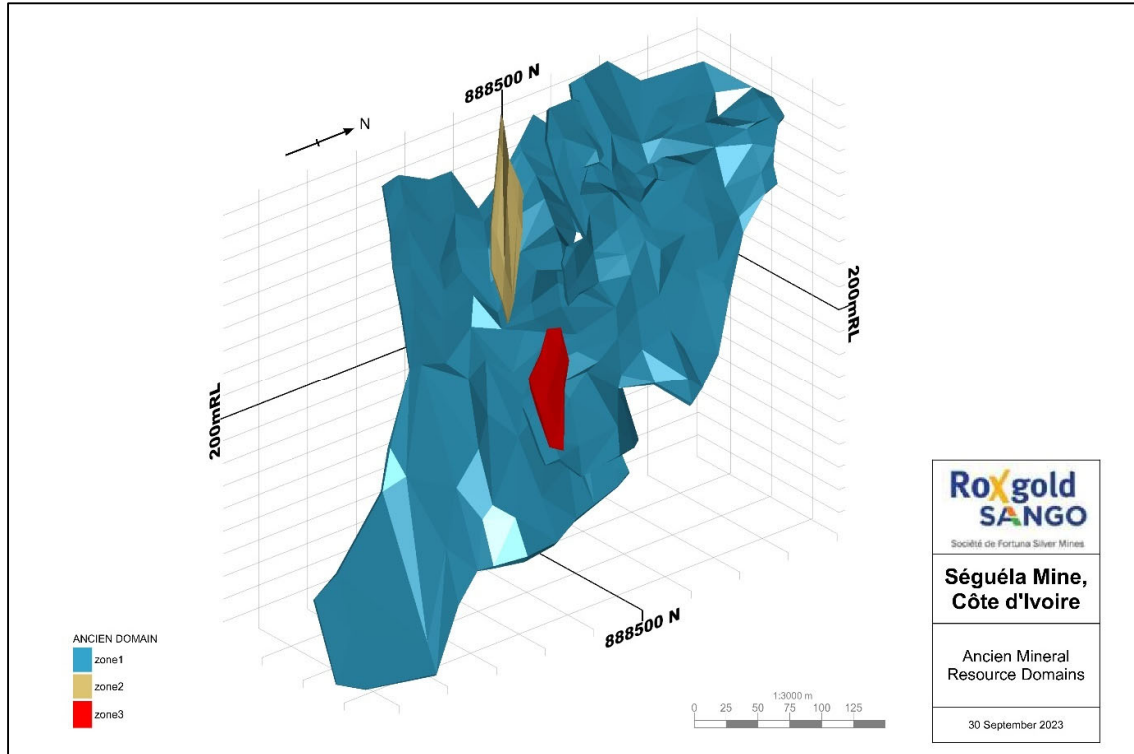 888500 N
N
200mRL
200mRL
888500 N
ANCIEN DOMAIN
zone1
zone2
zone3
1:3000 m
0 25 50 75 100 125
Roxgold
SANGO
Société de Fortuna Silver Mines
Séguéla Mine,
Côte d'Ivoire
Ancien Mineral
Resource Domains
30 September 2023